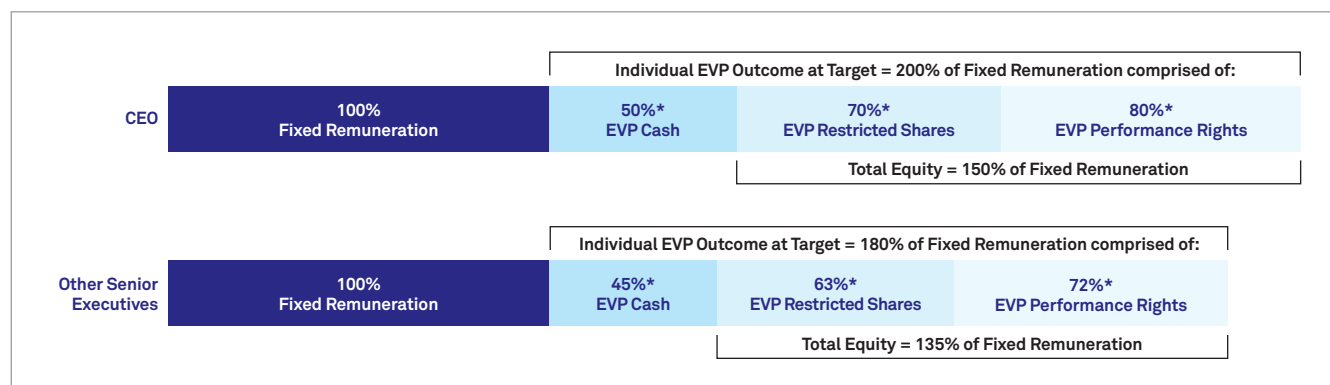 Individual EVP Outcome at Target = 200% of Fixed Remuneration comprised of:
CEO
100%
Fixed Remuneration
50%*
EVP Cash
70%*
EVP Restricted Shares
80%*
EVP Performance Rights
Total Equity = 150% of Fixed Remuneration
Individual EVP Outcome at Target = 180% of Fixed Remuneration comprised of:
Other Senior
Executives
100%
Fixed Remuneration
45%*
EVP Cash
63%*
EVP Restricted Shares
72%*
EVP Performance Rights
Total Equity = 135% of Fixed Remuneration